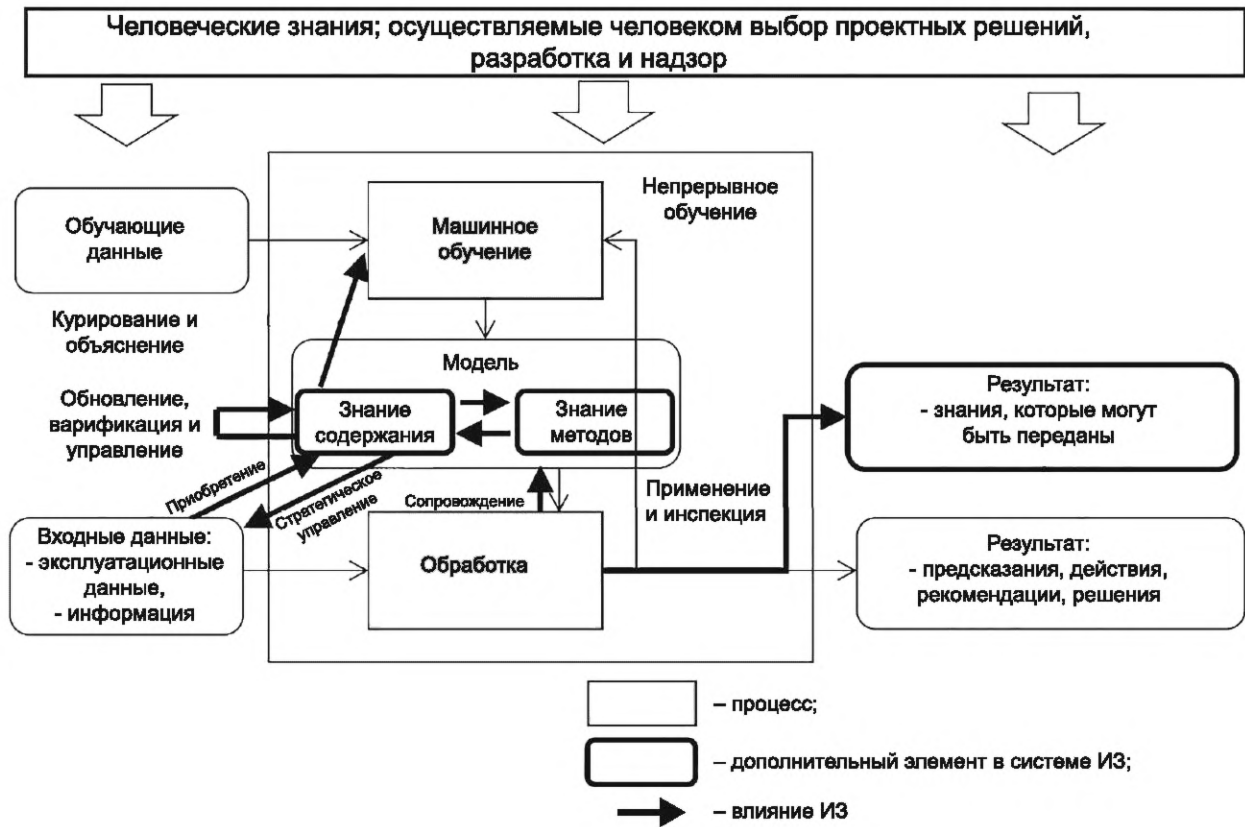 Человеческие знания; осуществляемые человеком выбор проектных решений,
разработка и надзор
Непрерывное
обучение
Обучающие
данные
Машинное
обучение
Курирование и
объяснение
Модель
Обновление,
варификация и
управление
Знание
содержания
Знание
методов
Результат:
- знания, которые могут
быть переданы
Приобретение
Стратегическое
управление
Сопровождение
Применение
и инспекция
Входные данные:
- эксплуатационные
данные,
- информация
Обработка
Результат:
- предсказания, действия,
рекомендации, решения
– процесс;
– дополнительный элемент в системе ИЗ;
– влияние ИЗ